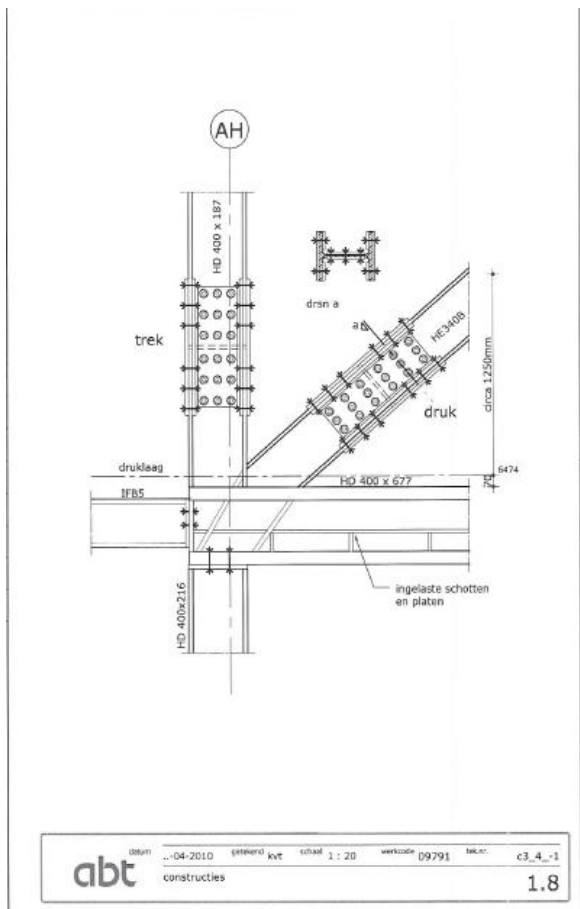 AH
HD 400 x 187
drsn a
a
HE340B
trek
circa 1250mm
druk
druklaag
6474
HD 400 x 677
70
IFB5
ingelaste schotten
en platen
HD 400x216
abt
datum ..-04-2010 getekend kvt schaal 1 : 20 werkcode 09791 tek.nr. c3_4_-1
constructies
1.8